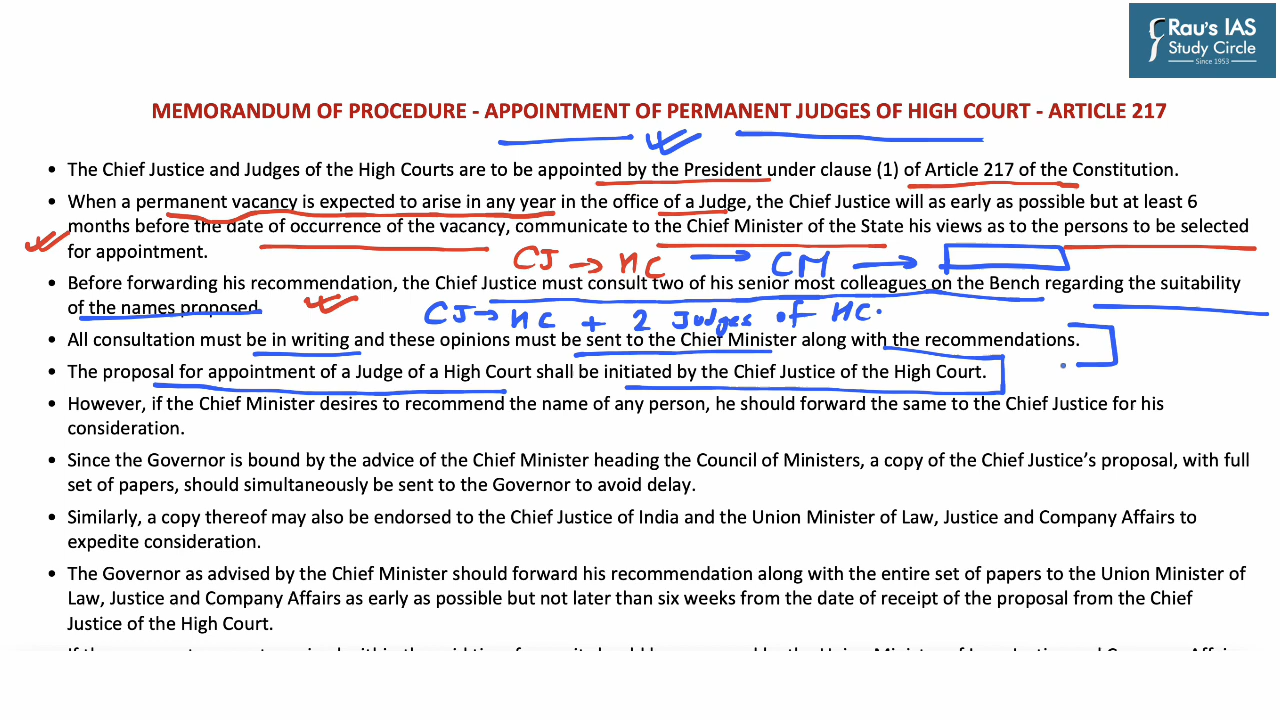 Rau's IAS
Study Circle
Since 1953
MEMORANDUM OF PROCEDURE - APPOINTMENT OF PERMANENT JUDGES OF HIGH COURT - ARTICLE 217
• The Chief Justice and Judges of the High Courts are to be appointed by the President under clause (1) of Article 217 of the Constitution.
• When a permanent vacancy is expected to arise in any year in the office of a Judge, the Chief Justice will as early as possible but at least 6
months before the date of occurrence of the vacancy, communicate to the Chief Minister of the State his views as to the persons to be selected
for appointment.
CJ → HC → CM →
• Before forwarding his recommendation, the Chief Justice must consult two of his senior most colleagues on the Bench regarding the suitability
of the names proposed.
CJ → HC + 2 Judges of HC.
• All consultation must be in writing and these opinions must be sent to the Chief Minister along with the recommendations.
• The proposal for appointment of a Judge of a High Court shall be initiated by the Chief Justice of the High Court.
• However, if the Chief Minister desires to recommend the name of any person, he should forward the same to the Chief Justice for his
consideration.
• Since the Governor is bound by the advice of the Chief Minister heading the Council of Ministers, a copy of the Chief Justice's proposal, with full
set of papers, should simultaneously be sent to the Governor to avoid delay.
• Similarly, a copy thereof may also be endorsed to the Chief Justice of India and the Union Minister of Law, Justice and Company Affairs to
expedite consideration.
• The Governor as advised by the Chief Minister should forward his recommendation along with the entire set of papers to the Union Minister of
Law, Justice and Company Affairs as early as possible but not later than six weeks from the date of receipt of the proposal from the Chief
Justice of the High Court.